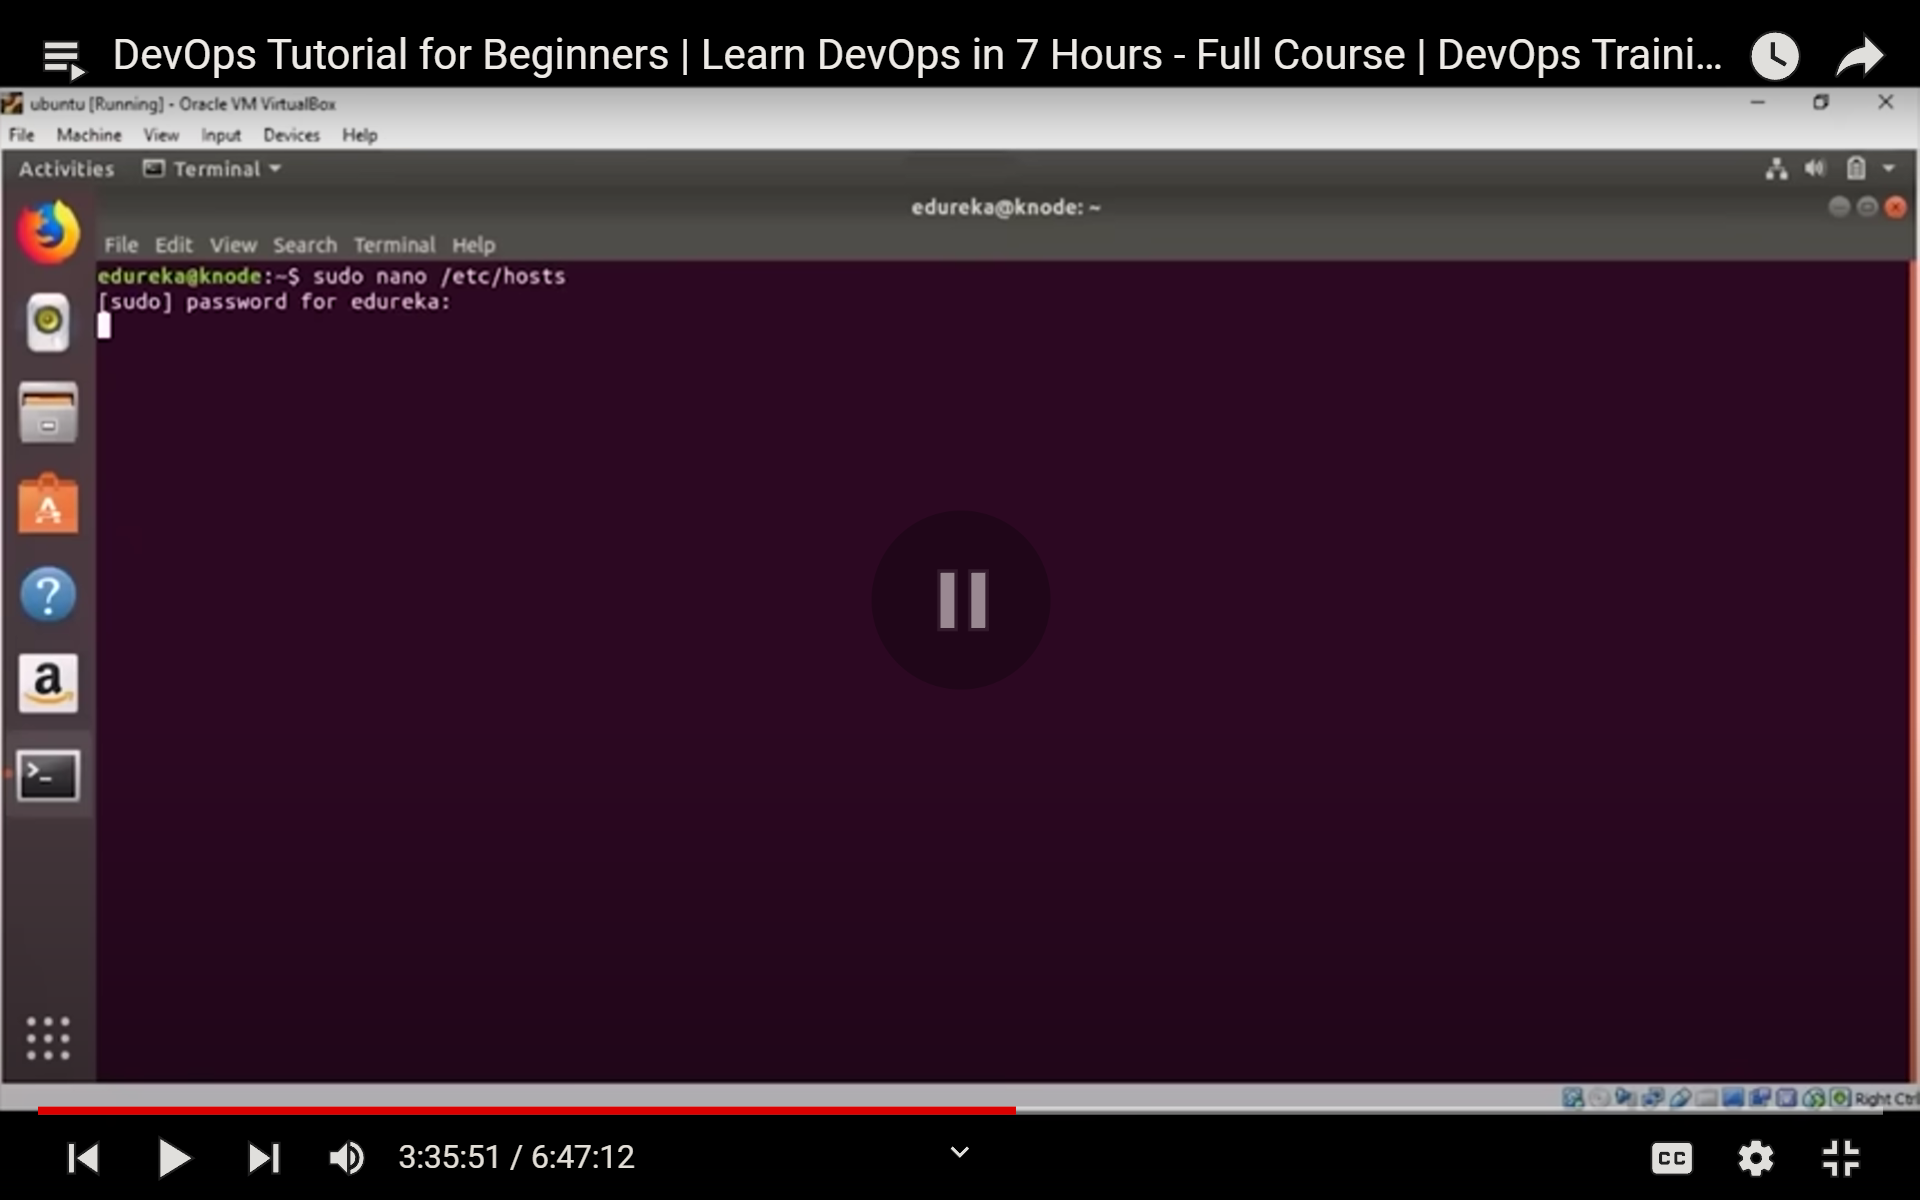 DevOps Tutorial for Beginners | Learn DevOps in 7 Hours - Full Course | DevOps Traini...
ubuntu [Running] - Oracle VM VirtualBox
File Machine View Input Devices Help
Activities Terminal
edureka@knode: ~
File Edit View Search Terminal Help
edureka@knode:~$ sudo nano /etc/hosts
[sudo] password for edureka:
Right Ctrl
3:35:51 / 6:47:12
CC